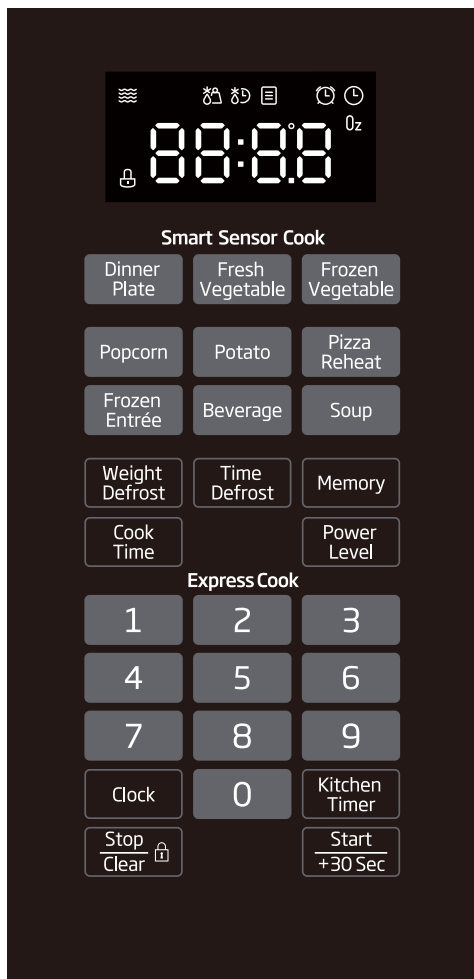 Oz
88:8.8
Smart Sensor Cook
Dinner
Plate
Fresh
Vegetable
Frozen
Vegetable
Popcorn
Potato
Pizza
Reheat
Frozen
Entrée
Beverage
Soup
Weight
Defrost
Time
Defrost
Memory
Cook
Time
Power
Level
Express Cook
1
2
3
4
5
6
7
8
9
Clock
0
Kitchen
Timer
Stop
Clear
Start
+30 Sec